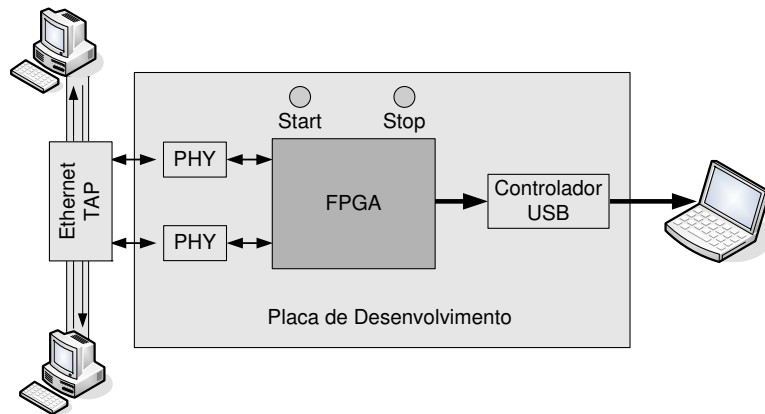 Start
Stop
Ethernet
TAP
PHY
PHY
FPGA
Controlador
USB
Placa de Desenvolvimento